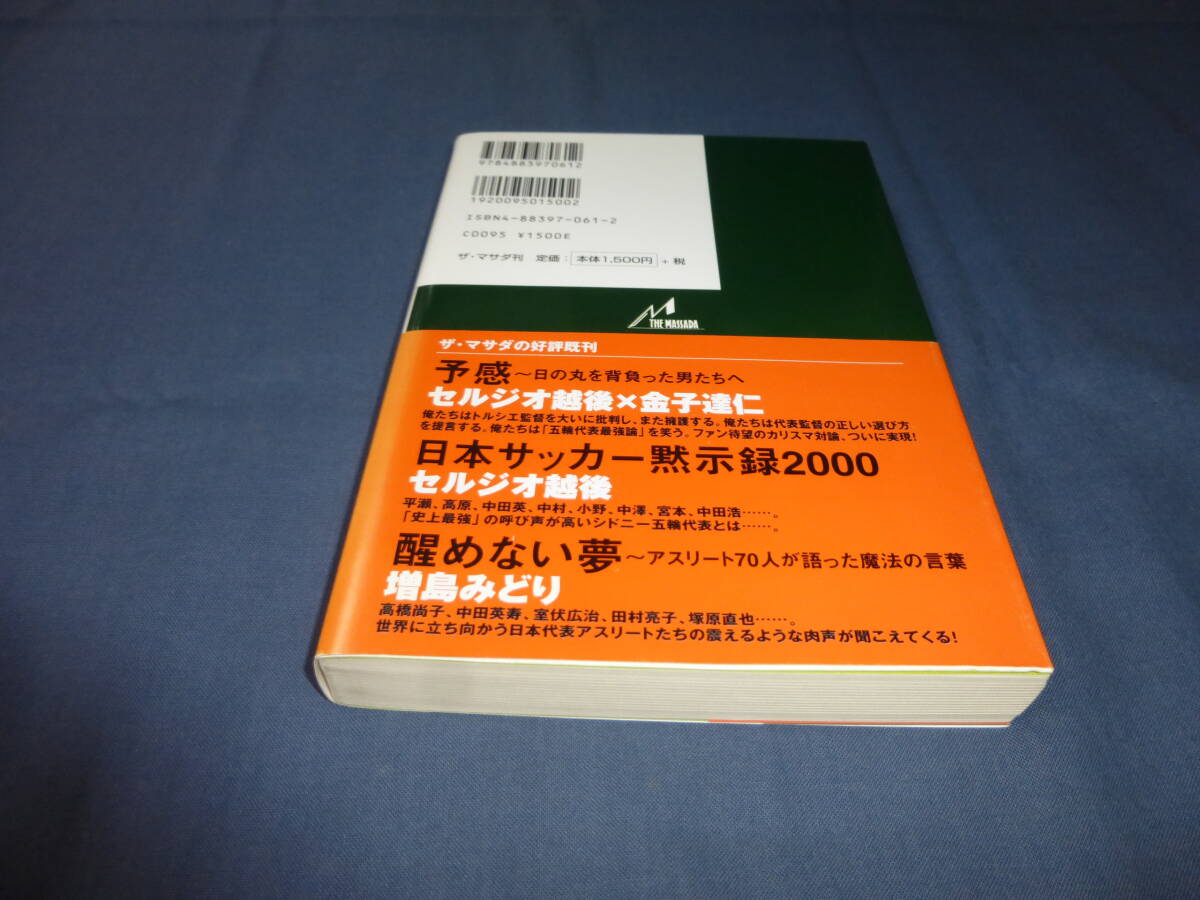 9784883970612
1920095015002
ISBN4-88397-061-2
C0095 ¥1500E
ザ・マサダ刊 定価：本体1,500円＋税
THE MASSADA
ザ・マサダの好評既刊
予感～日の丸を背負った男たちへ
セルジオ越後×金子達仁
俺たちはトルシエ監督を大いに批判し、また擁護する。俺たちは代表監督の正しい選び方
を提言する。俺たちは「五輪代表最強論」を笑う。ファン待望のカリスマ対論、ついに実現！
日本サッカー黙示録2000
セルジオ越後
平瀬、高原、中田英、中村、小野、中澤、宮本、中田浩……。
「史上最強」の呼び声が高いシドニー五輪代表とは……。
醒めない夢～アスリート70人が語った魔法の言葉
増島みどり
高橋尚子、中田英寿、室伏広治、田村亮子、塚原直也……。
世界に立ち向かう日本代表アスリートたちの震えるような肉声が聞こえてくる！